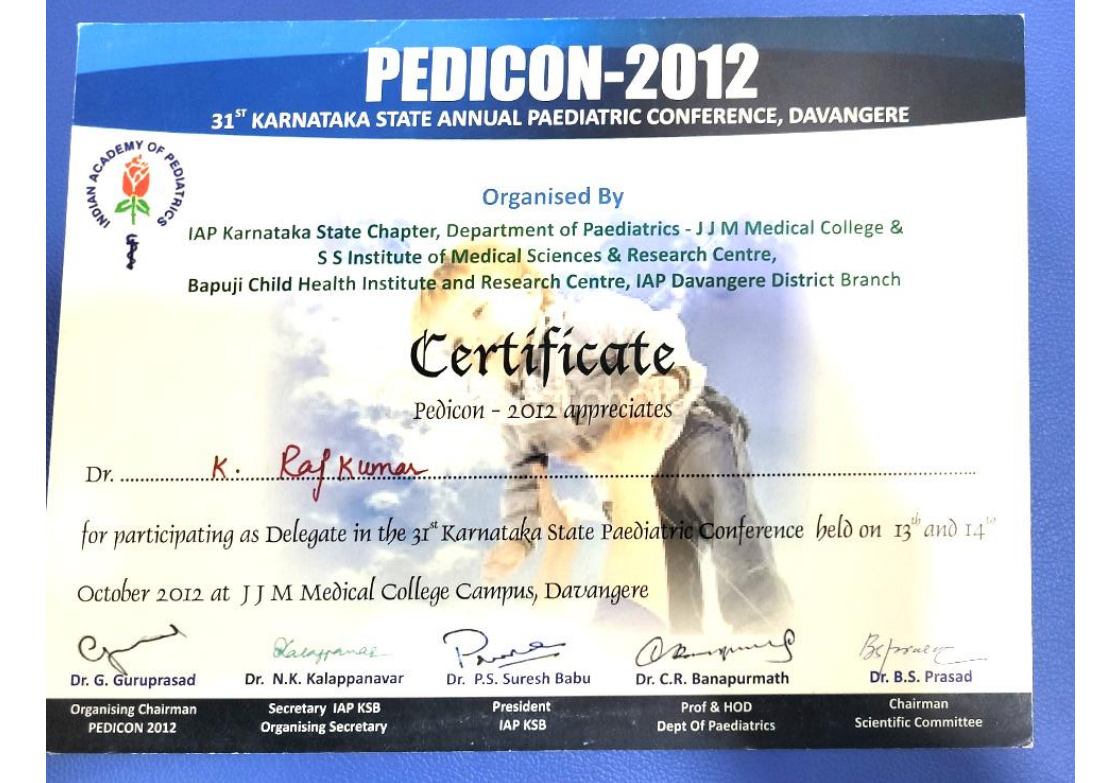 PEDICON-2012
31ST KARNATAKA STATE ANNUAL PAEDIATRIC CONFERENCE, DAVANGERE
INDIAN ACADEMY OF PEDIATRICS
Organised By
IAP Karnataka State Chapter, Department of Paediatrics - J J M Medical College &
S S Institute of Medical Sciences & Research Centre,
Bapuji Child Health Institute and Research Centre, IAP Davangere District Branch
Certificate
Pedicon - 2012 appreciates
Dr. K. Raj Kumar
for participating as Delegate in the 31st Karnataka State Paediatric Conference held on 13th and 14th
October 2012 at J J M Medical College Campus, Davangere
Kalappanavar
Dr. G. Guruprasad Dr. N.K. Kalappanavar Dr. P.S. Suresh Babu Dr. C.R. Banapurmath Dr. B.S. Prasad
Organising Chairman Secretary IAP KSB President Prof & HOD Chairman
PEDICON 2012 Organising Secretary IAP KSB Dept Of Paediatrics Scientific Committee